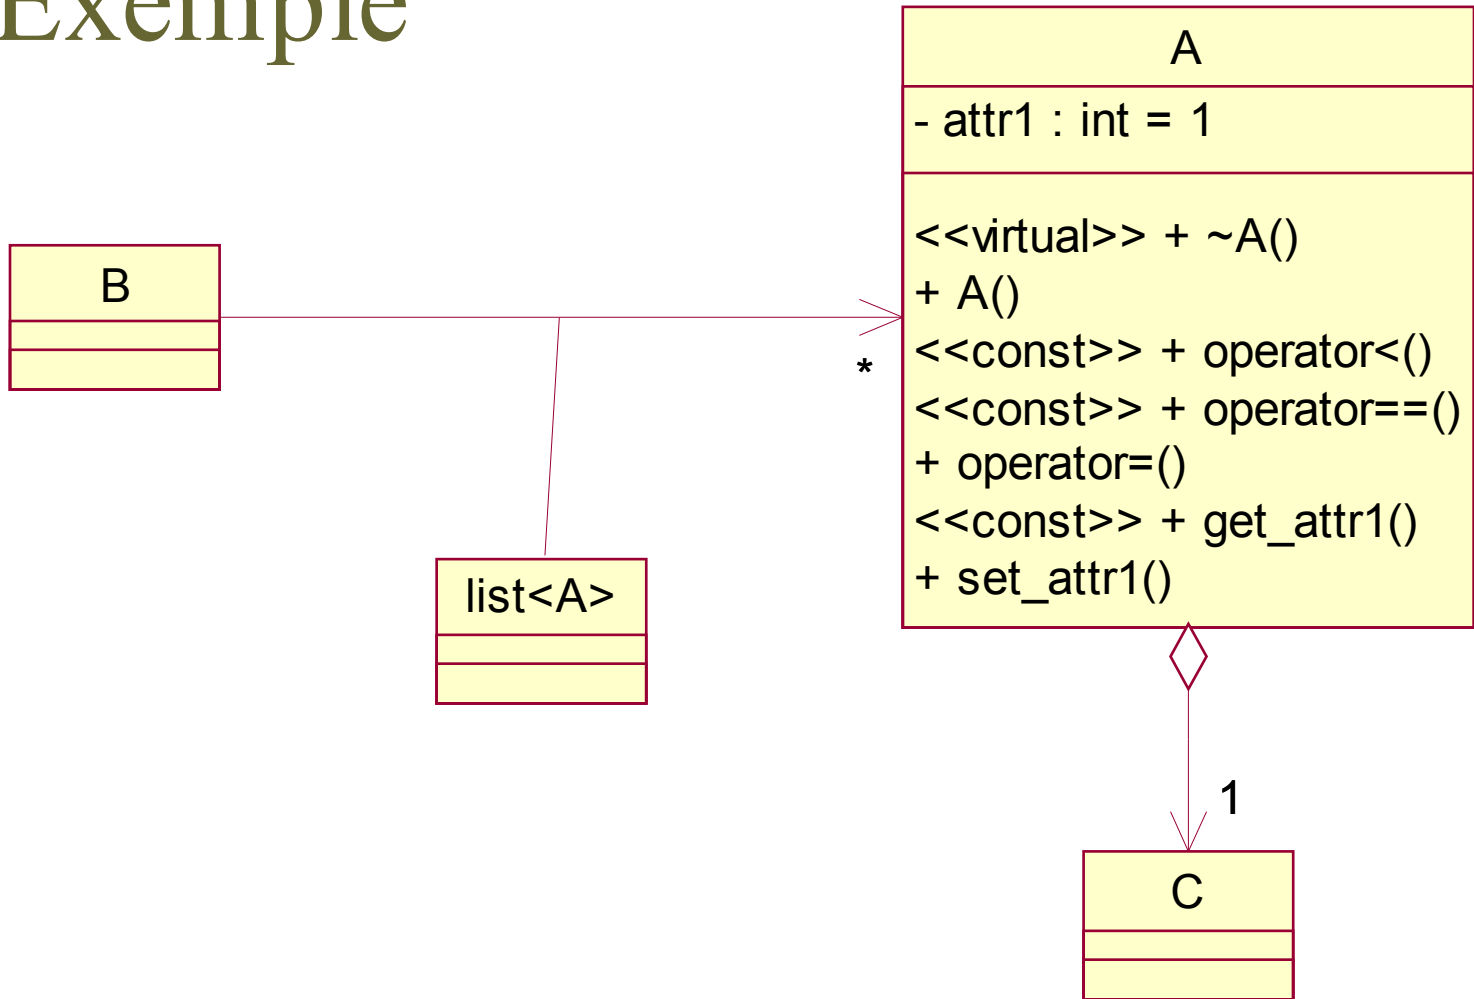 Exemple
A
- attr1 : int = 1
<<virtual>> + ~A()
+ A()
<<const>> + operator<()
<<const>> + operator==()
+ operator=()
<<const>> + get_attr1()
+ set_attr1()
B
*
list<A>
1
C